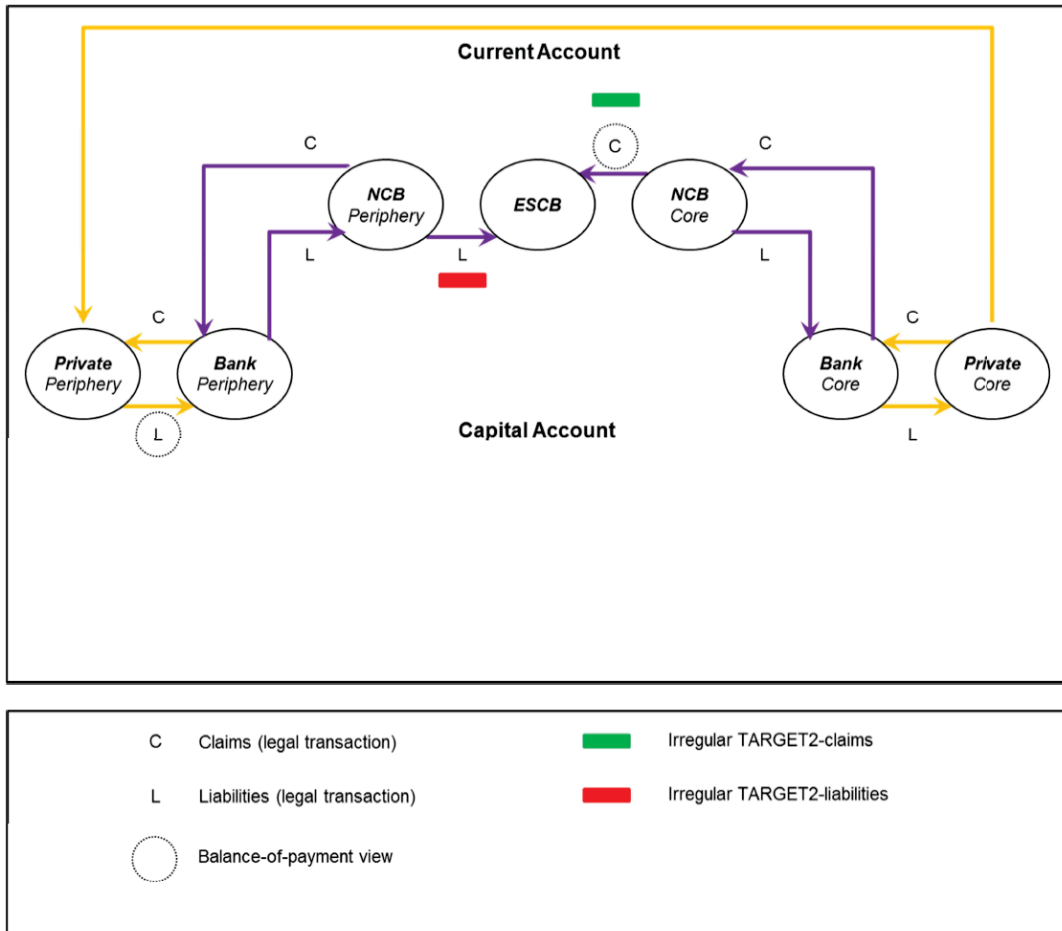 Current Account
C
C
C
NCB
Periphery
ESCB
NCB
Core
L
L
L
C
C
Private
Periphery
Bank
Periphery
Bank
Core
Private
Core
L
Capital Account
L
C Claims (legal transaction)
Irregular TARGET2-claims
L Liabilities (legal transaction)
Irregular TARGET2-liabilities
Balance-of-payment view